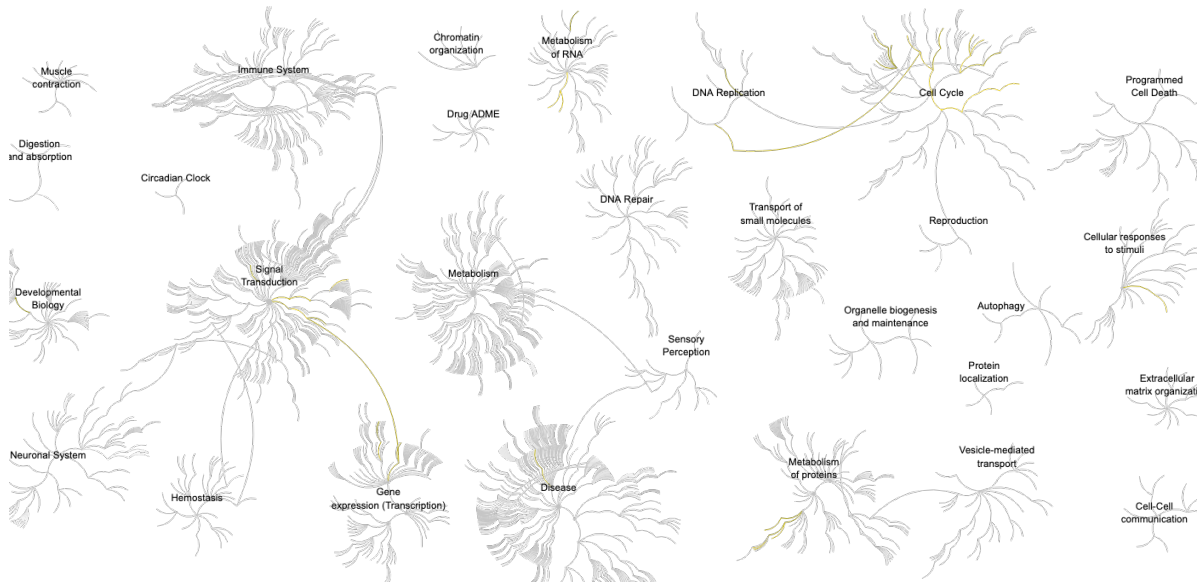 Muscle
contraction
Immune System
Chromatin
organization
Metabolism
of RNA
DNA Replication
Cell Cycle
Programmed
Cell Death
Digestion
and absorption
Circadian Clock
Drug ADME
DNA Repair
Transport of
small molecules
Reproduction
Cellular responses
to stimuli
Developmental
Biology
Signal
Transduction
Metabolism
Organelle biogenesis
and maintenance
Autophagy
Sensory
Perception
Protein
localization
Extracellular
matrix organizati
Neuronal System
Hemostasis
Gene
expression (Transcription)
Disease
Metabolism
of proteins
Vesicle-mediated
transport
Cell-Cell
communication